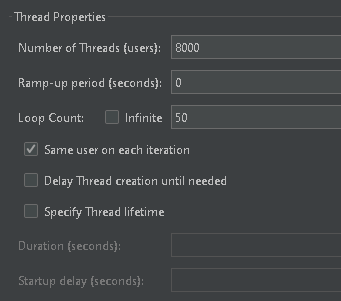 Thread Properties
Number of Threads (users): 8000
Ramp-up period (seconds): 0
Loop Count: Infinite 50
Same user on each iteration
Delay Thread creation until needed
Specify Thread lifetime
Duration (seconds):
Startup delay (seconds):